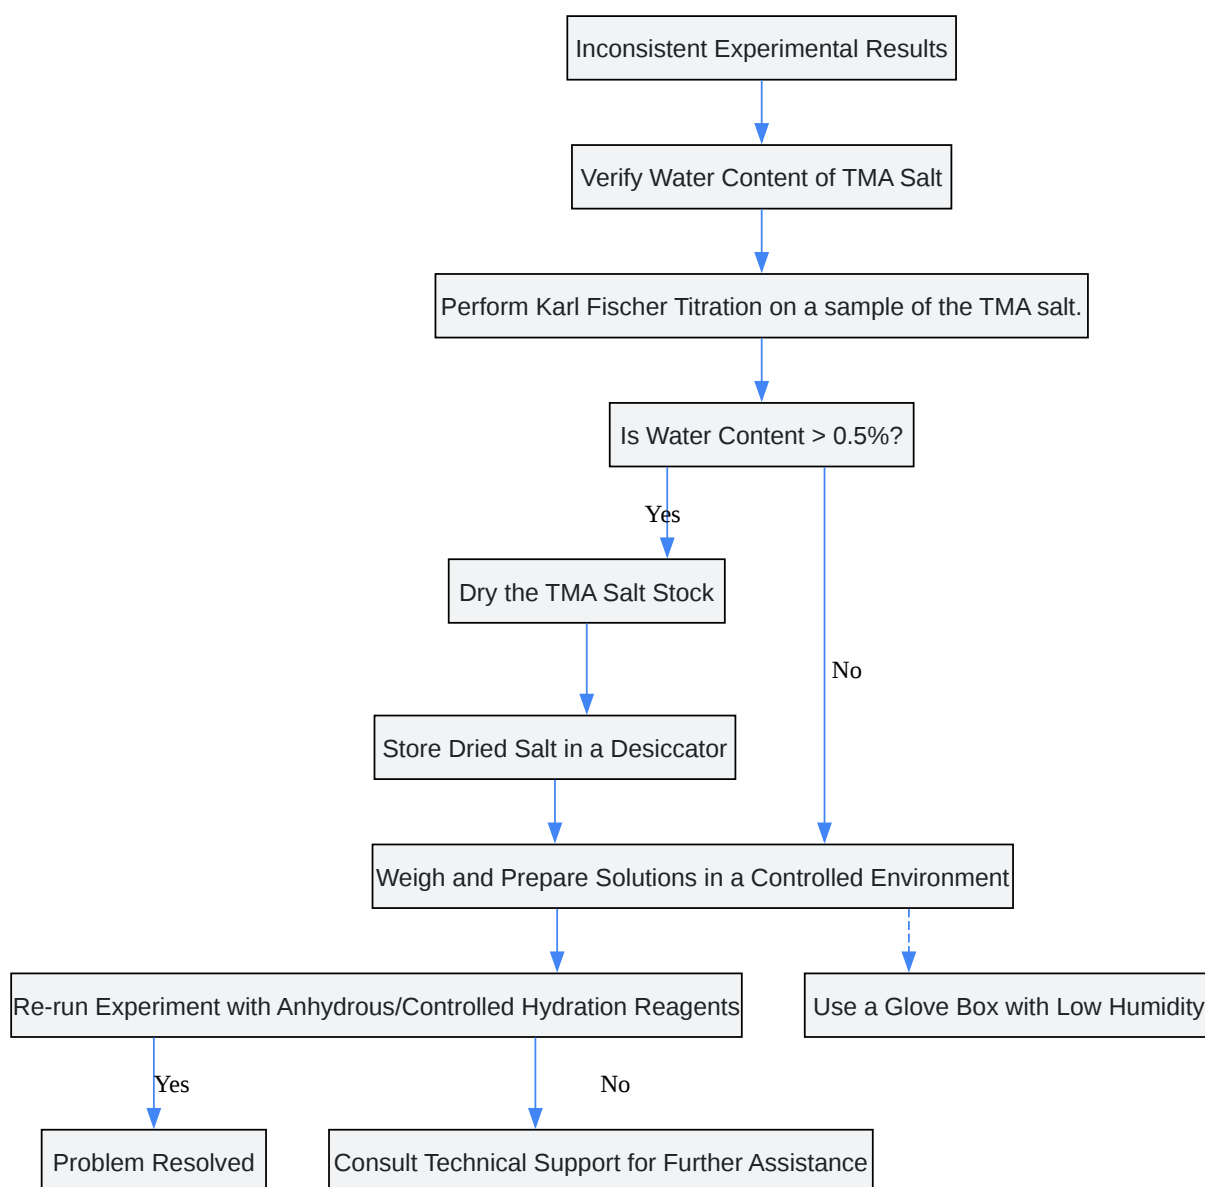 Inconsistent Experimental Results
Verify Water Content of TMA Salt
Perform Karl Fischer Titration on a sample of the TMA salt.
Is Water Content > 0.5%?
Yes
Dry the TMA Salt Stock
No
Store Dried Salt in a Desiccator
Weigh and Prepare Solutions in a Controlled Environment
Re-run Experiment with Anhydrous/Controlled Hydration Reagents
Use a Glove Box with Low Humidity
Yes
No
Problem Resolved
Consult Technical Support for Further Assistance